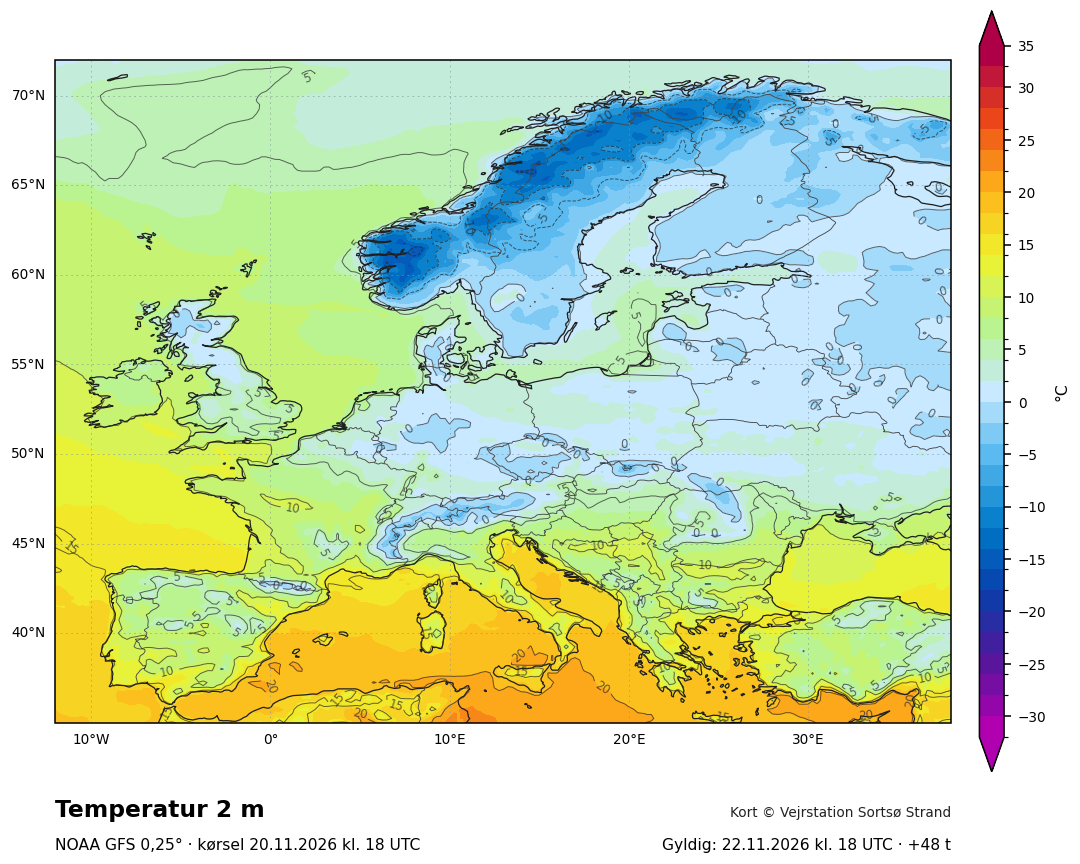 70°N
65°N
60°N
55°N
50°N
45°N
40°N
10°W
0°
10°E
20°E
30°E
35
30
25
20
15
10
5
0
−5
−10
−15
−20
−25
−30
°C
Temperatur 2 m
Kort © Vejrstation Sortsø Strand
NOAA GFS 0,25° · kørsel 20.11.2026 kl. 18 UTC
Gyldig: 22.11.2026 kl. 18 UTC · +48 t